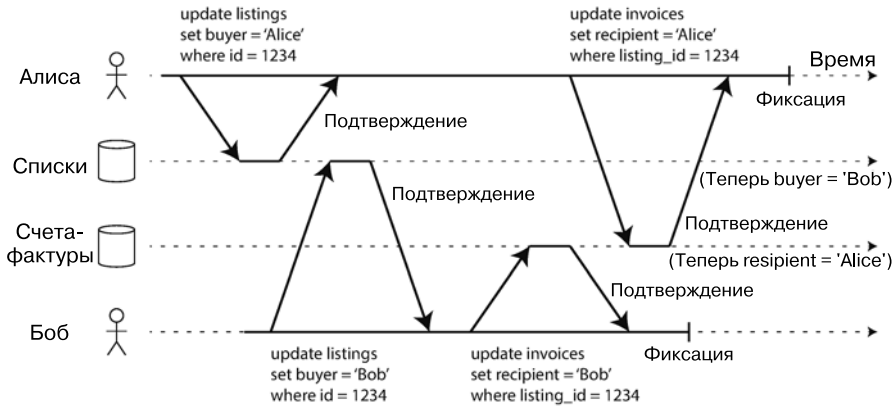 update listings
set buyer = ‘Alice’
where id = 1234
update invoices
set recipient = ‘Alice’
where listing_id = 1234
Алиса
Время
Фиксация
Подтверждение
Списки
(Теперь buyer = 'Bob')
Подтверждение
Подтверждение
Счета-
фактуры
(Теперь resipient = 'Alice')
Подтверждение
Боб
Фиксация
update listings
set buyer = ‘Bob’
where id = 1234
update invoices
set recipient = ‘Bob’
where listing_id = 1234